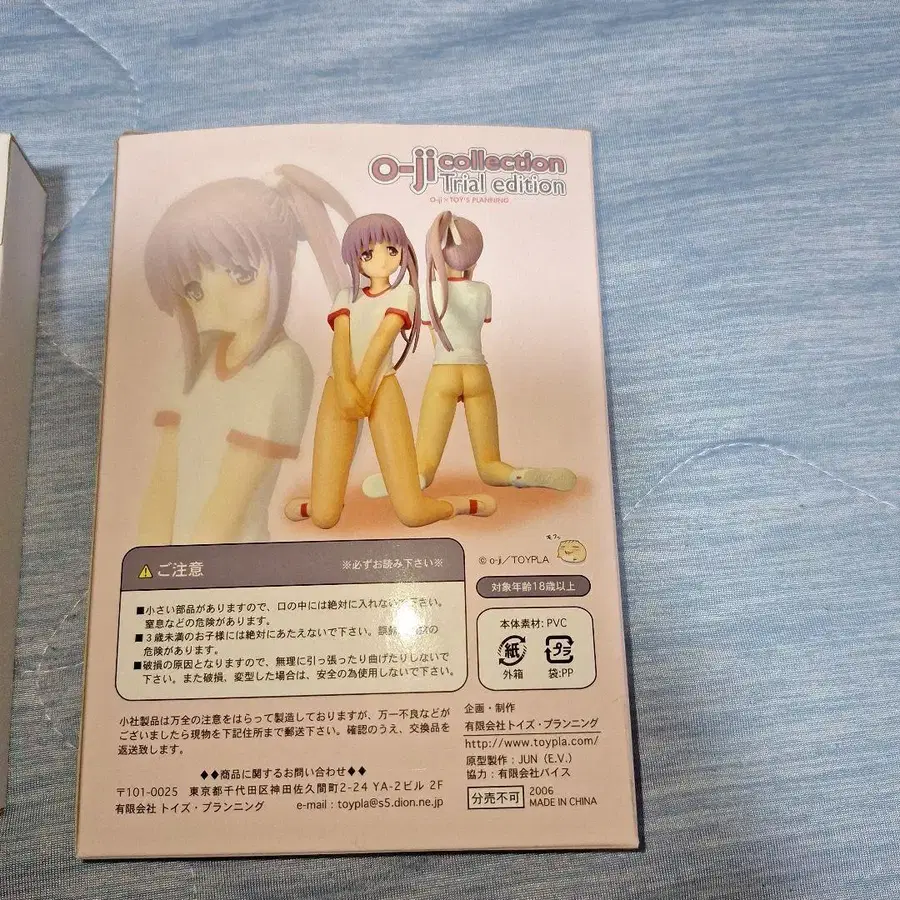 o-ji collection
Trial edition
O-ji×TOY'S PLANNING
© o-ji/TOYPLA
対象年齢18歳以上
ご注意
※必ずお読み下さい※
■小さい部品がありますので、口の中には絶対に入れないで下さい。
窒息などの危険があります。
■3歳未満のお子様には絶対にあたえないで下さい。誤飲
の
危険があります。
■破損の原因となりますので、無理に引っ張ったり曲げたりしないで
下さい。また破損、変型した場合は、安全の為使用しないで下さい。
本体素材: PVC
紙
プラ
外箱
袋:PP
小社製品は万全の注意をはらって製造しておりますが、万一不良などが
ございましたら現物を下記住所まで郵送下さい。確認のうえ、交換品を
返送致します。
◆◆商品に関するお問い合わせ◆◆
〒101-0025 東京都千代田区神田佐久間町2-24 YA-2ビル 2F
有限会社 トイズ・プランニング e-mail : toypla@s5.dion.ne.jp
企画・制作
有限会社トイズ・プランニング
http://www.toypla.com/
原型製作 : JUN (E.V.)
協力 : 有限会社バイス
分売不可
2006
MADE IN CHINA